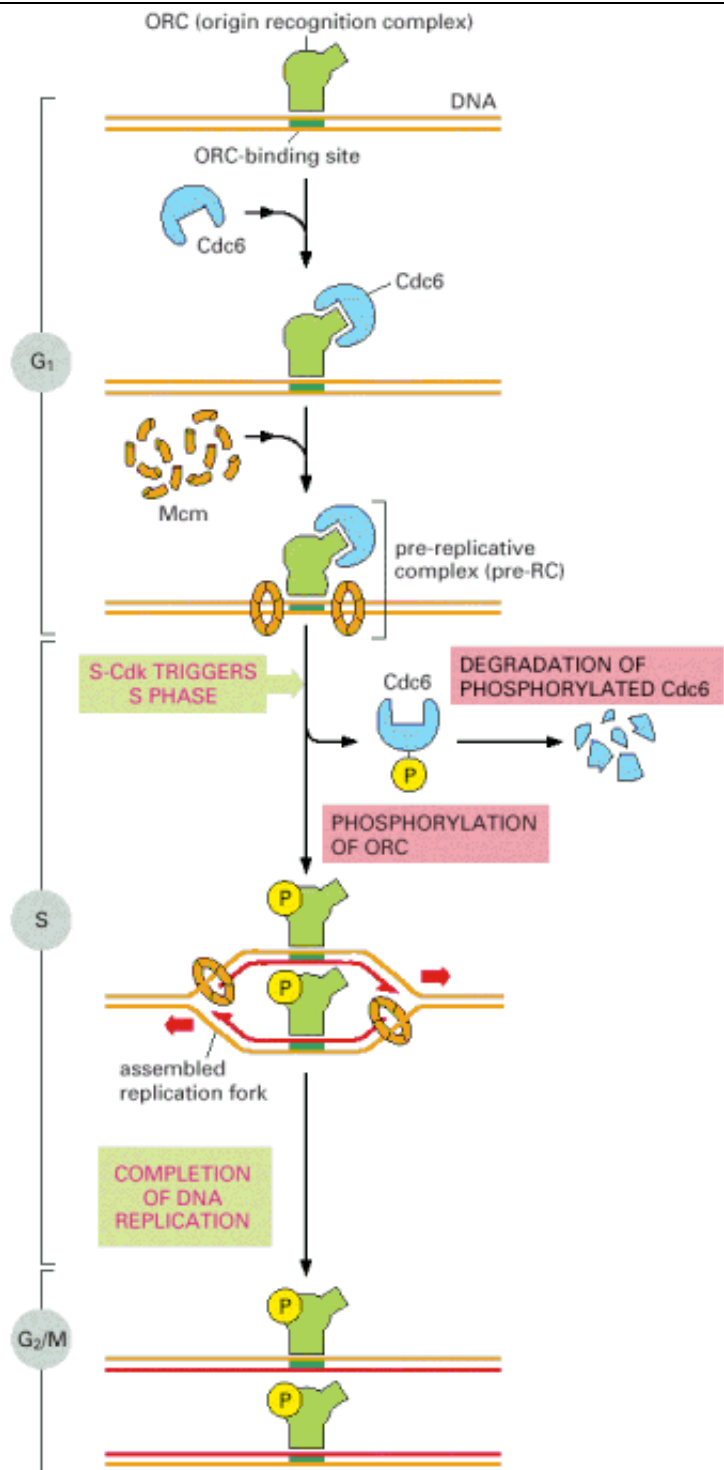 ORC (origin recognition complex)
DNA
ORC-binding site
Cdc6
Cdc6
G₁
Mcm
pre-replicative
complex (pre-RC)
S-Cdk TRIGGERS
S PHASE
Cdc6
DEGRADATION OF
PHOSPHORYLATED Cdc6
P
PHOSPHORYLATION
OF ORC
S
P
P
assembled
replication fork
COMPLETION
OF DNA
REPLICATION
G₂/M
P
P